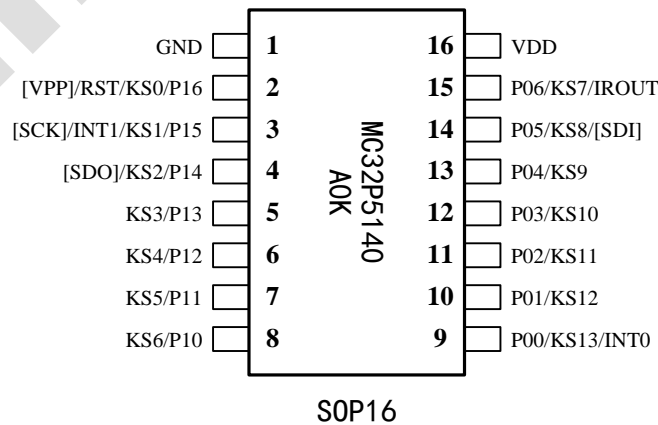 GND 1 16 VDD
[VPP]/RST/KS0/P16 2 15 P06/KS7/IROUT
[SCK]/INT1/KS1/P15 3 14 P05/KS8/[SDI]
[SDO]/KS2/P14 4 13 P04/KS9
KS3/P13 5 12 P03/KS10
KS4/P12 6 11 P02/KS11
KS5/P11 7 10 P01/KS12
KS6/P10 8 9 P00/KS13/INT0
MC32P5140
A0K
SOP16